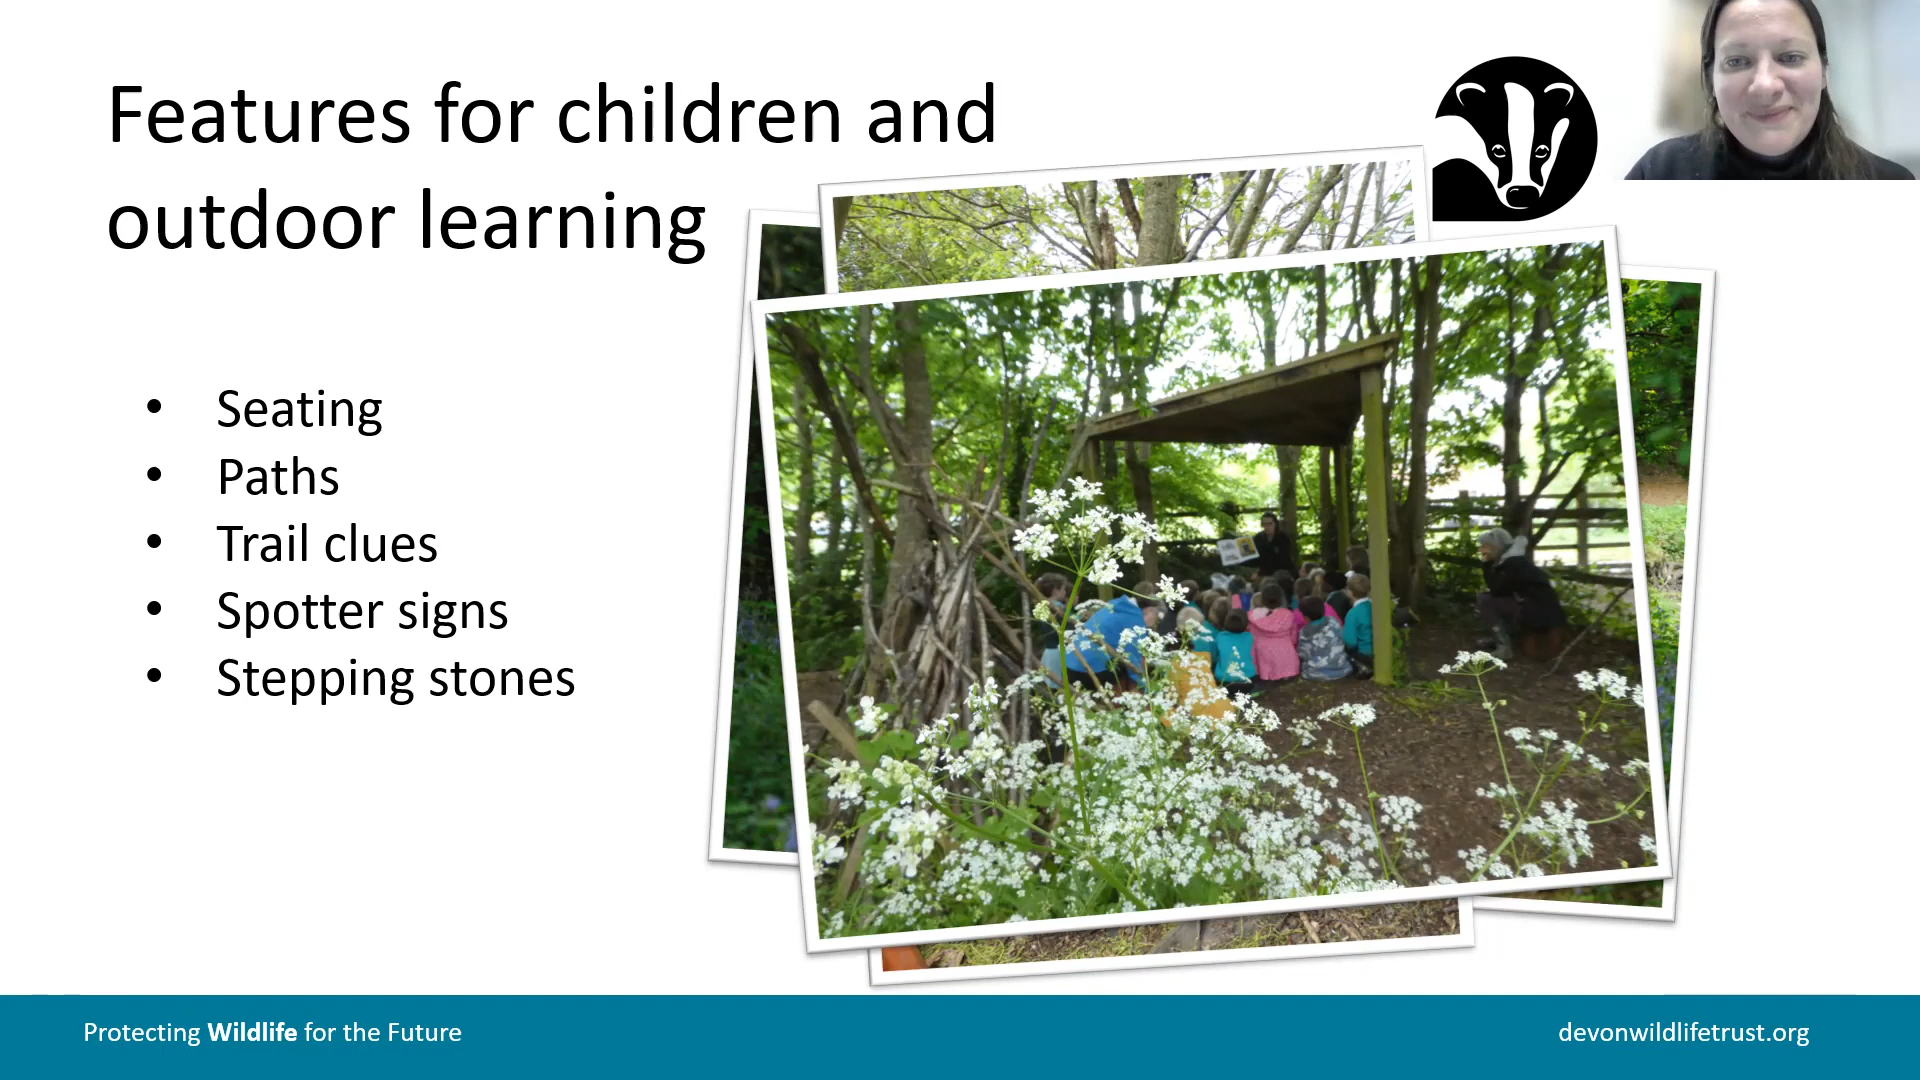 Features for children and
outdoor learning
• Seating
• Paths
• Trail clues
• Spotter signs
• Stepping stones
Protecting Wildlife for the Future
devonwildlifetrust.org